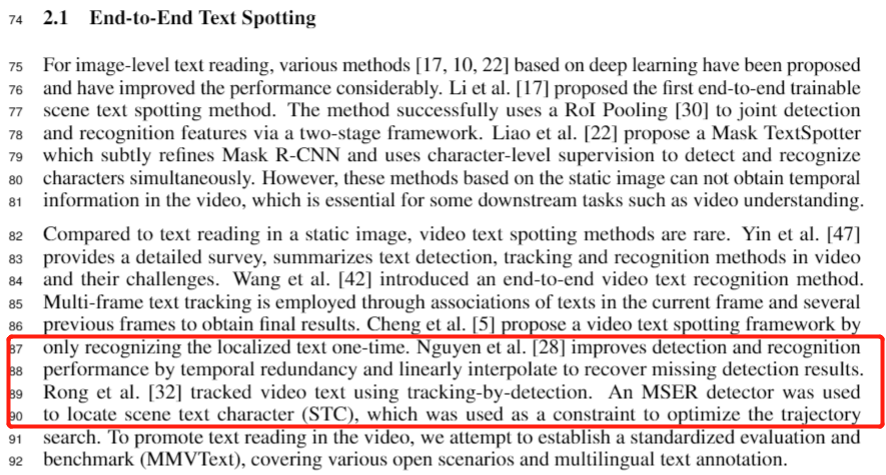 74 2.1 End-to-End Text Spotting
75 For image-level text reading, various methods [17, 10, 22] based on deep learning have been proposed
76 and have improved the performance considerably. Li et al. [17] proposed the first end-to-end trainable
77 scene text spotting method. The method successfully uses a RoI Pooling [30] to joint detection
78 and recognition features via a two-stage framework. Liao et al. [22] propose a Mask TextSpotter
79 which subtly refines Mask R-CNN and uses character-level supervision to detect and recognize
80 characters simultaneously. However, these methods based on the static image can not obtain temporal
81 information in the video, which is essential for some downstream tasks such as video understanding.
82 Compared to text reading in a static image, video text spotting methods are rare. Yin et al. [47]
83 provides a detailed survey, summarizes text detection, tracking and recognition methods in video
84 and their challenges. Wang et al. [42] introduced an end-to-end video text recognition method.
85 Multi-frame text tracking is employed through associations of texts in the current frame and several
86 previous frames to obtain final results. Cheng et al. [5] propose a video text spotting framework by
87 only recognizing the localized text one-time. Nguyen et al. [28] improves detection and recognition
88 performance by temporal redundancy and linearly interpolate to recover missing detection results.
89 Rong et al. [32] tracked video text using tracking-by-detection. An MSER detector was used
90 to locate scene text character (STC), which was used as a constraint to optimize the trajectory
91 search. To promote text reading in the video, we attempt to establish a standardized evaluation and
92 benchmark (MMVText), covering various open scenarios and multilingual text annotation.